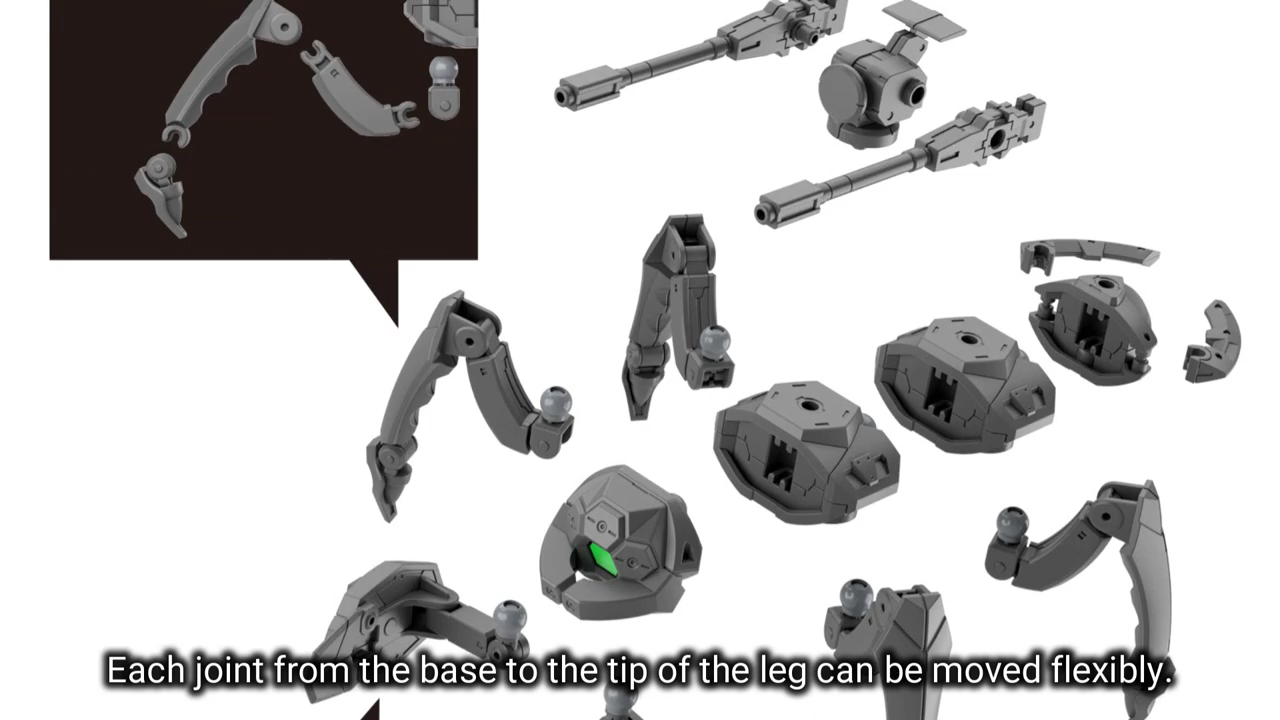 Each joint from the base to the tip of the leg can be moved flexibly.